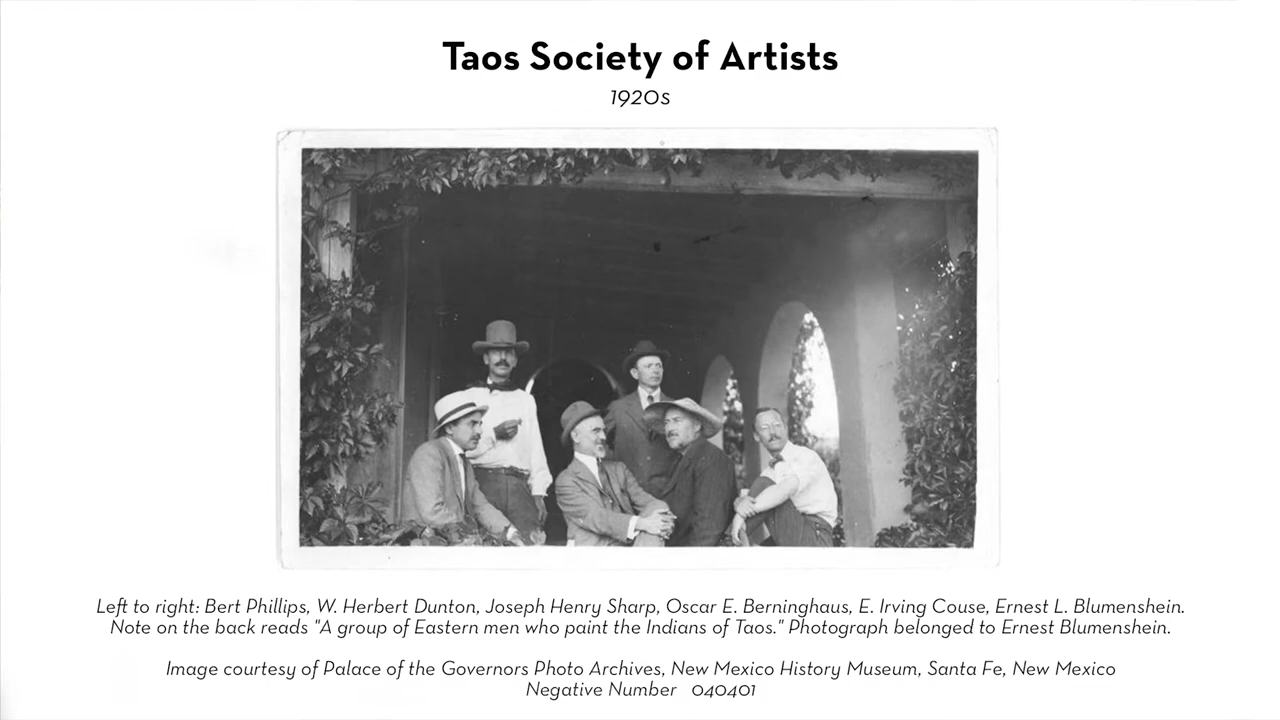 Taos Society of Artists
1920s
Left to right: Bert Phillips, W. Herbert Dunton, Joseph Henry Sharp, Oscar E. Berninghaus, E. Irving Couse, Ernest L. Blumenshein.
Note on the back reads "A group of Eastern men who paint the Indians of Taos." Photograph belonged to Ernest Blumenshein.
Image courtesy of Palace of the Governors Photo Archives, New Mexico History Museum, Santa Fe, New Mexico
Negative Number 040401